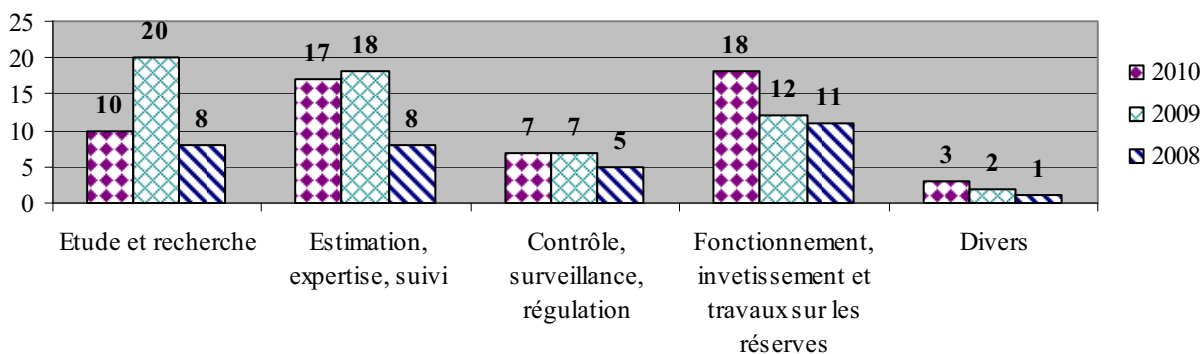 25
20
15
10
5
0
10
20
8
17
18
8
7
7
5
18
12
11
3
2
1
2010
2009
2008
Etude et recherche
Estimation,
expertise, suivi
Contrôle,
surveillance,
régulation
Fonctionnement,
invetissement et
travaux sur les
réserves
Divers